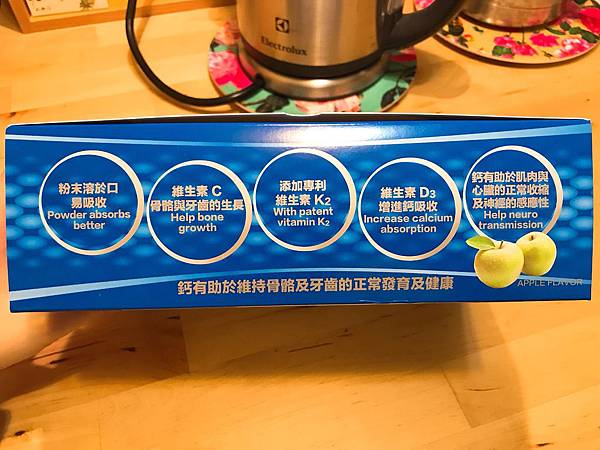 Electrolux
粉末溶於口
易吸收
Powder absorbs
better
維生素 C
骨骼與牙齒的生長
Help bone
growth
添加專利
維生素 K2
With patent
vitamin K2
維生素 D3
增進鈣吸收
Increase calcium
absorption
鈣有助於肌肉與
心臟的正常收縮
及神經的感應性
Help neuro
transmission
APPLE FLAVOR
鈣有助於維持骨骼及牙齒的正常發育及健康